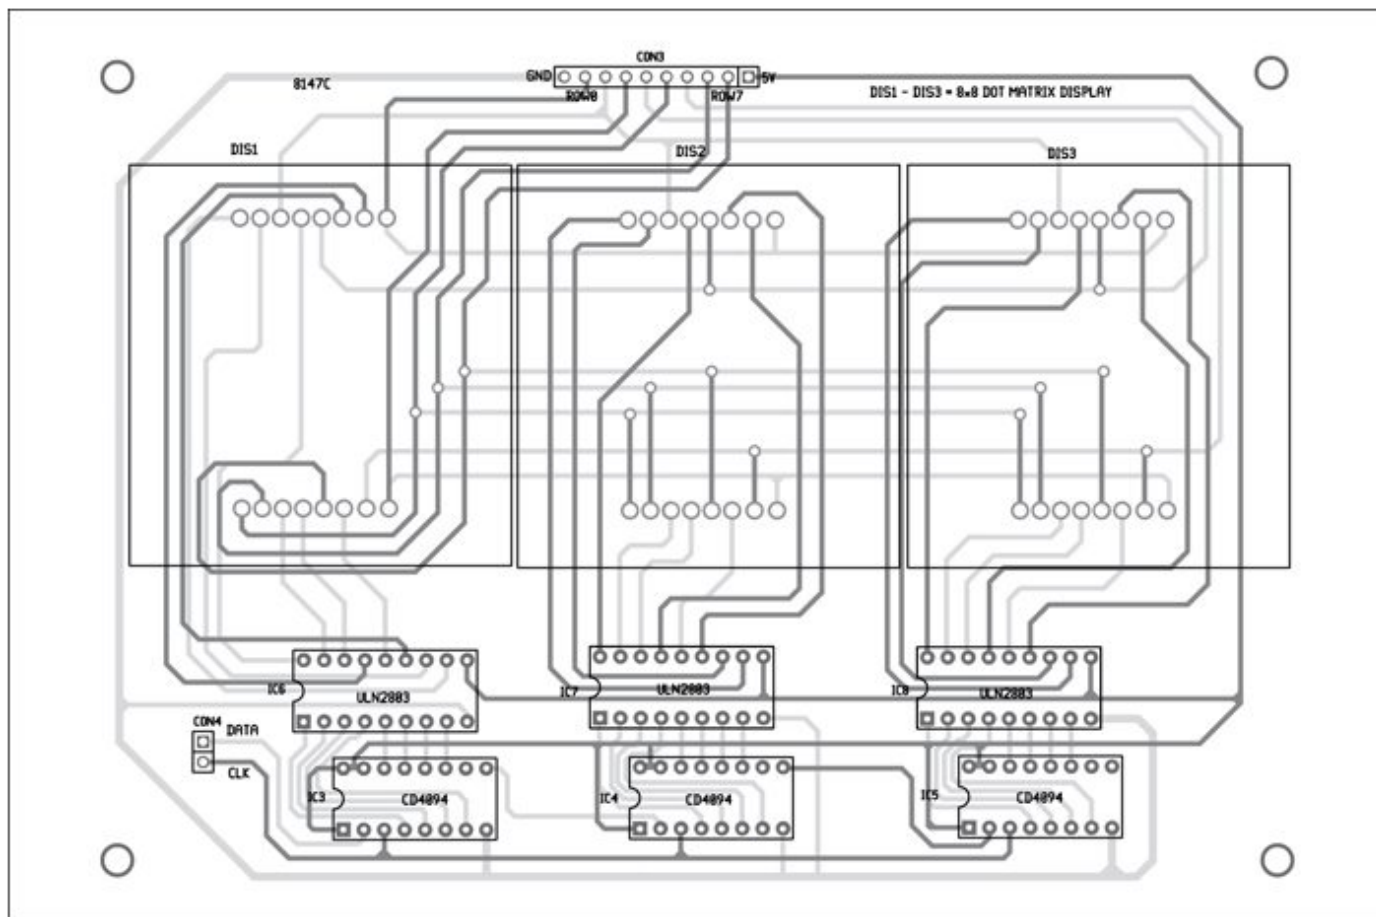 CON3
GND
5V
8147C
ROW8
ROW7
DIS1 - DIS3 = 8x8 DOT MATRIX DISPLAY
DIS1
DIS2
DIS3
IC6
ULN2803
IC7
ULN2803
IC8
ULN2803
CON4
DATA
CLK
IC3
CD4094
IC4
CD4094
IC5
CD4094